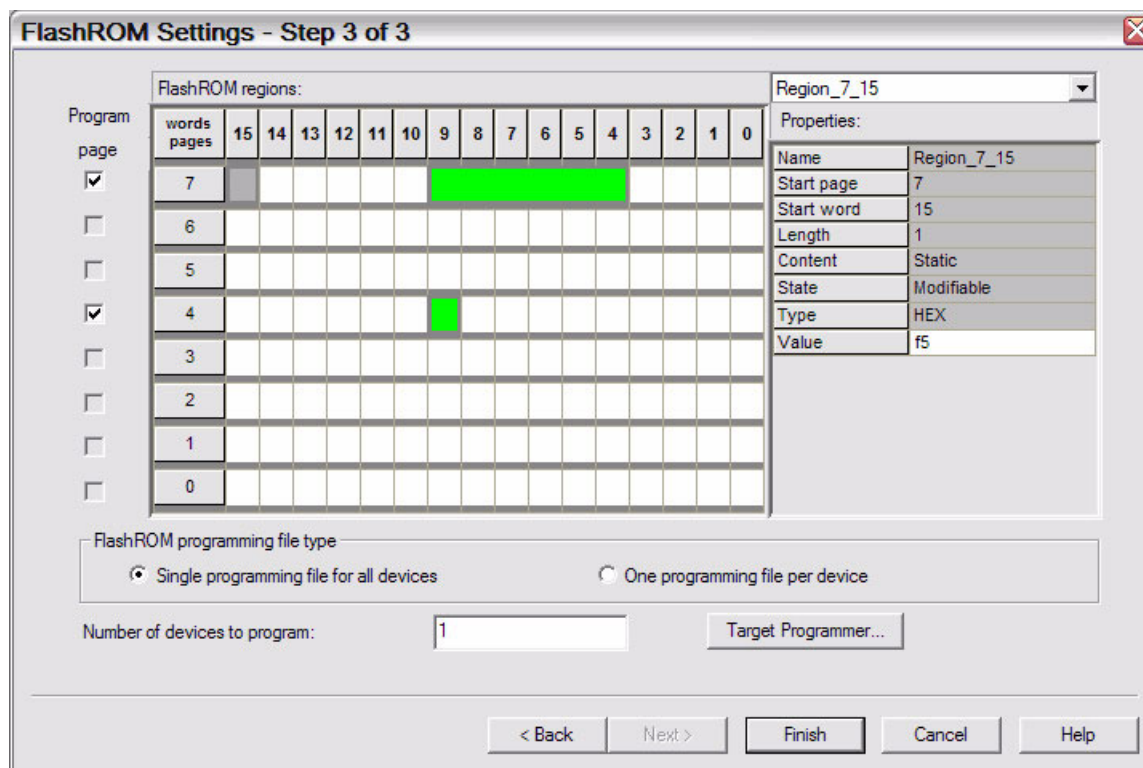 FlashROM Settings - Step 3 of 3
FlashROM regions:
Region_7_15
Program
page
words
pages
15 14 13 12 11 10 9 8 7 6 5 4 3 2 1 0
7
6
5
4
3
2
1
0
Properties:
Name Region_7_15
Start page 7
Start word 15
Length 1
Content Static
State Modifiable
Type HEX
Value f5
FlashROM programming file type
Single programming file for all devices One programming file per device
Number of devices to program: 1 Target Programmer...
< Back Next > Finish Cancel Help